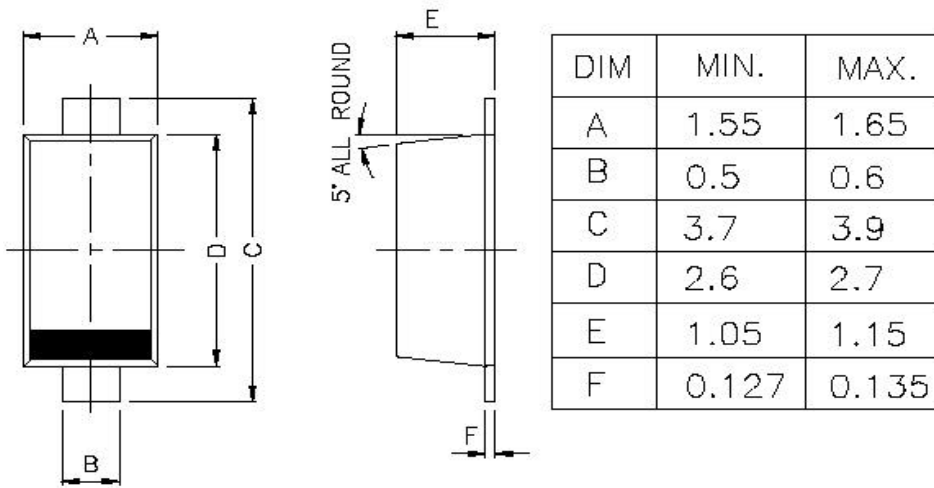 A
D
C
B
E
5° ALL ROUND
F
DIM MIN. MAX.
A 1.55 1.65
B 0.5 0.6
C 3.7 3.9
D 2.6 2.7
E 1.05 1.15
F 0.127 0.135